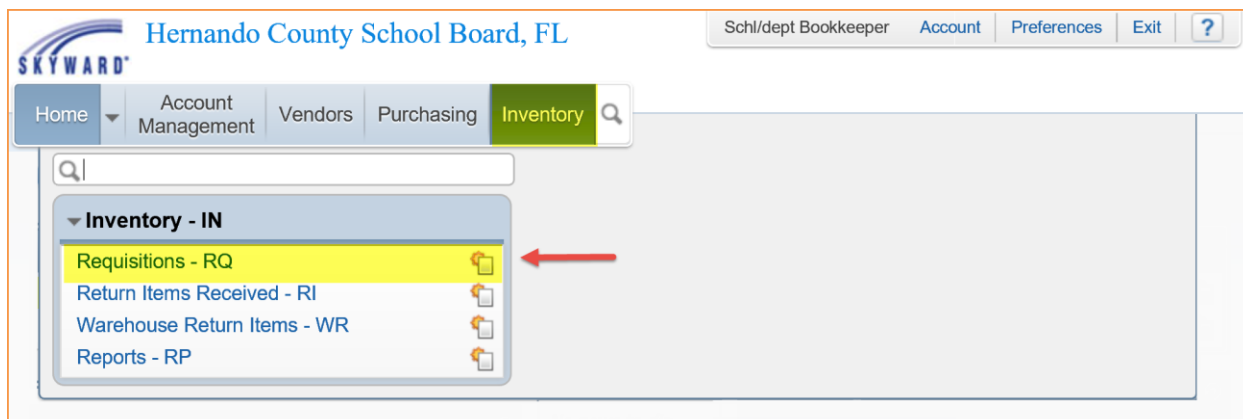 Hernando County School Board, FL
Schl/dept Bookkeeper Account Preferences Exit ?
SKYWARD®
Home Account Management Vendors Purchasing Inventory
Inventory - IN
Requisitions - RQ
Return Items Received - RI
Warehouse Return Items - WR
Reports - RP